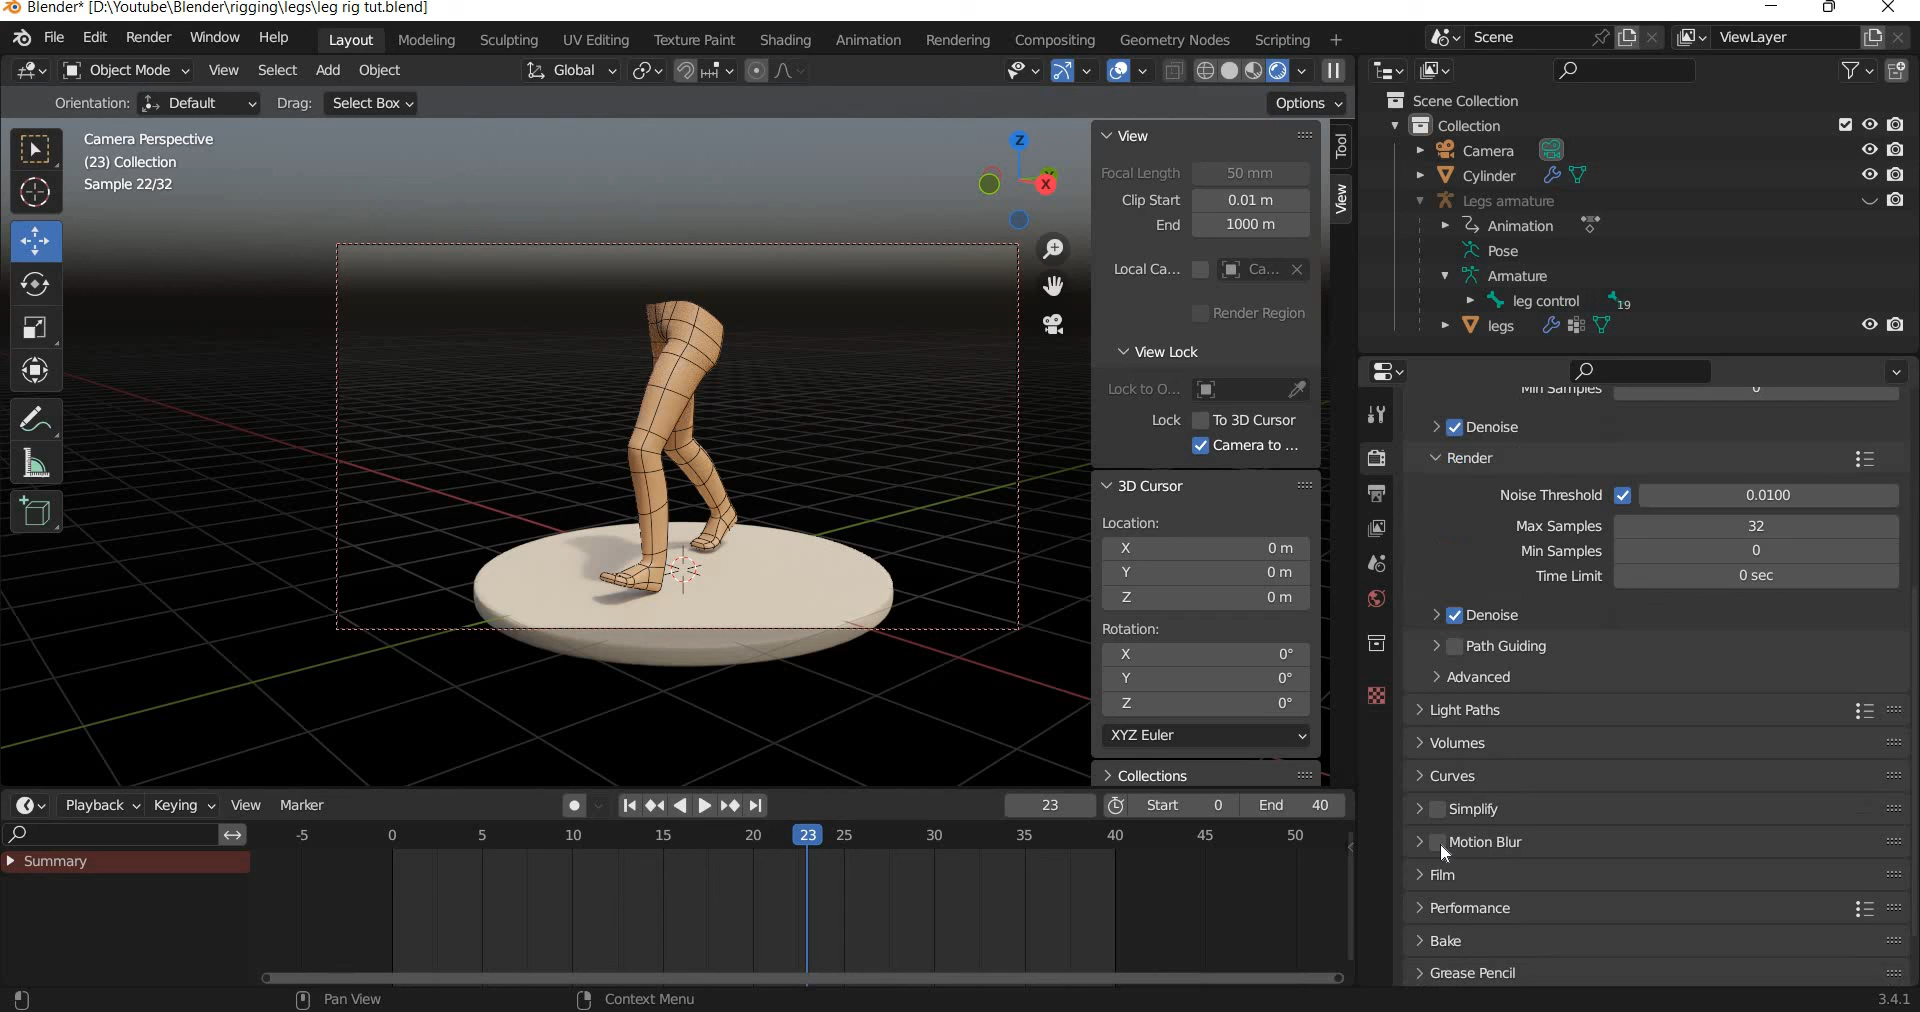 Blender* [D:\Youtube\Blender\rigging\legs\leg rig tut.blend]
File Edit Render Window Help Layout Modeling Sculpting UV Editing Texture Paint Shading Animation Rendering Compositing Geometry Nodes Scripting + Scene ViewLayer
Object Mode View Select Add Object Global
Orientation: Default Drag: Select Box Options
Camera Perspective
(23) Collection
Sample 22/32
Z
X
View
Focal Length 50 mm
Clip Start 0.01 m
End 1000 m
Local Ca... Ca...
Render Region
View Lock
Lock to O...
Lock To 3D Cursor
Camera to ...
3D Cursor
Location:
X 0 m
Y 0 m
Z 0 m
Rotation:
X 0°
Y 0°
Z 0°
XYZ Euler
Collections
Tool
View
Scene Collection
Collection
Camera
Cylinder
Legs armature
Animation
Pose
Armature
leg control 19
legs
Min Samples 0
Denoise
Render
Noise Threshold 0.0100
Max Samples 32
Min Samples 0
Time Limit 0 sec
Denoise
Path Guiding
Advanced
Light Paths
Volumes
Curves
Simplify
Motion Blur
Film
Performance
Bake
Grease Pencil
Playback Keying View Marker 23 Start 0 End 40
-5 0 5 10 15 20 23 25 30 35 40 45 50
Summary
Pan View Context Menu 3.4.1